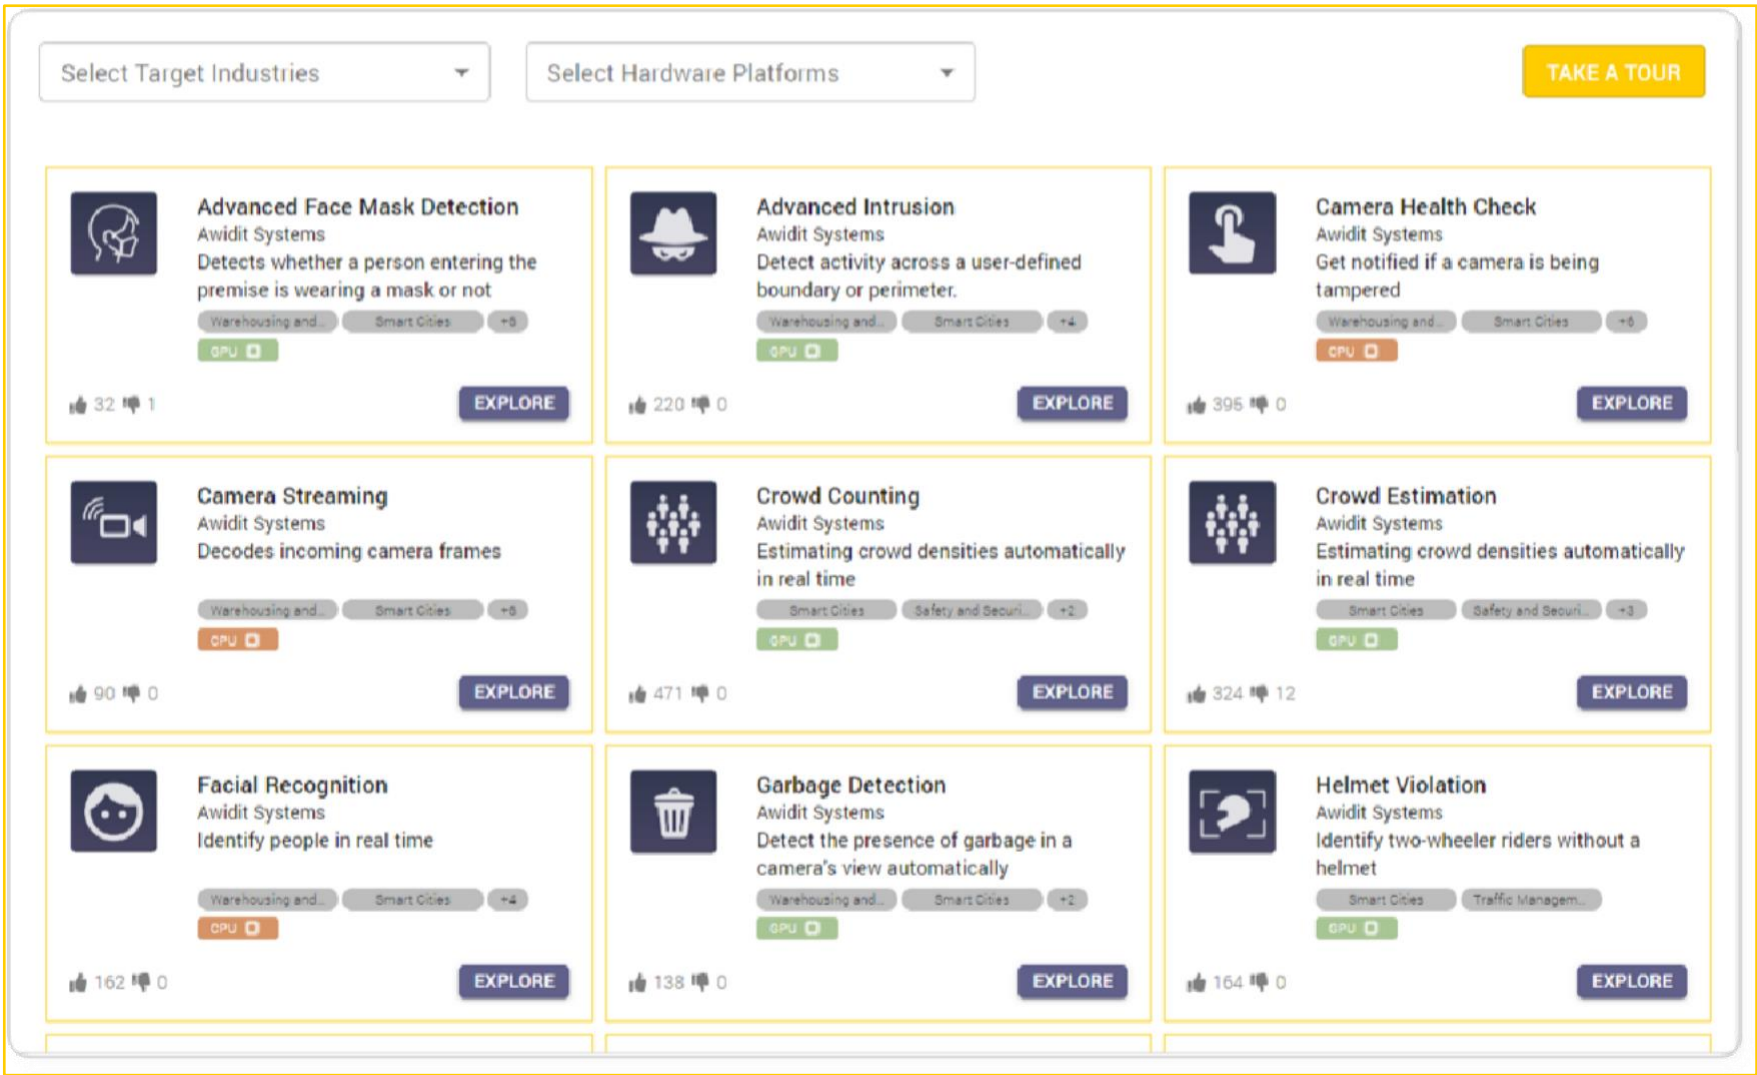 Select Target Industries
Select Hardware Platforms
TAKE A TOUR
Advanced Face Mask Detection
Awidit Systems
Detects whether a person entering the
premise is wearing a mask or not
Warehousing and...
Smart Cities
+6
GPU
32
1
EXPLORE
Advanced Intrusion
Awidit Systems
Detect activity across a user-defined
boundary or perimeter.
Warehousing and...
Smart Cities
+4
GPU
220
0
EXPLORE
Camera Health Check
Awidit Systems
Get notified if a camera is being
tampered
Warehousing and...
Smart Cities
+6
CPU
395
0
EXPLORE
Camera Streaming
Awidit Systems
Decodes incoming camera frames
Warehousing and...
Smart Cities
+6
CPU
90
0
EXPLORE
Crowd Counting
Awidit Systems
Estimating crowd densities automatically
in real time
Smart Cities
Safety and Securi...
+2
GPU
471
0
EXPLORE
Crowd Estimation
Awidit Systems
Estimating crowd densities automatically
in real time
Smart Cities
Safety and Securi...
+3
GPU
324
12
EXPLORE
Facial Recognition
Awidit Systems
Identify people in real time
Warehousing and...
Smart Cities
+4
CPU
162
0
EXPLORE
Garbage Detection
Awidit Systems
Detect the presence of garbage in a
camera's view automatically
Warehousing and...
Smart Cities
+2
GPU
138
0
EXPLORE
Helmet Violation
Awidit Systems
Identify two-wheeler riders without a
helmet
Smart Cities
Traffic Managem...
GPU
164
0
EXPLORE